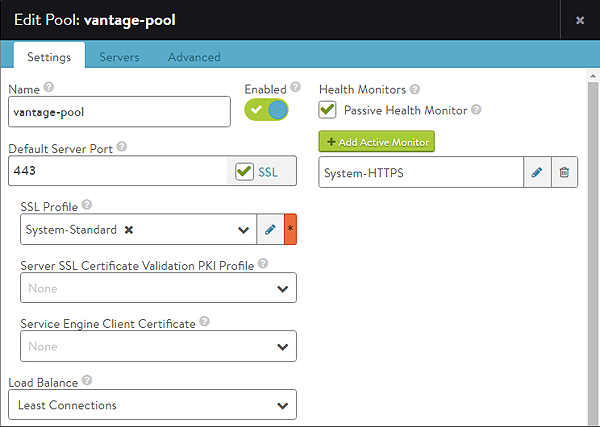 Edit Pool: vantage-pool
Settings
Servers
Advanced
Name
Enabled
vantage-pool
Default Server Port
443
SSL
SSL Profile
System-Standard
*
Server SSL Certificate Validation PKI Profile
None
Service Engine Client Certificate
None
Load Balance
Least Connections
Health Monitors
Passive Health Monitor
+ Add Active Monitor
System-HTTPS